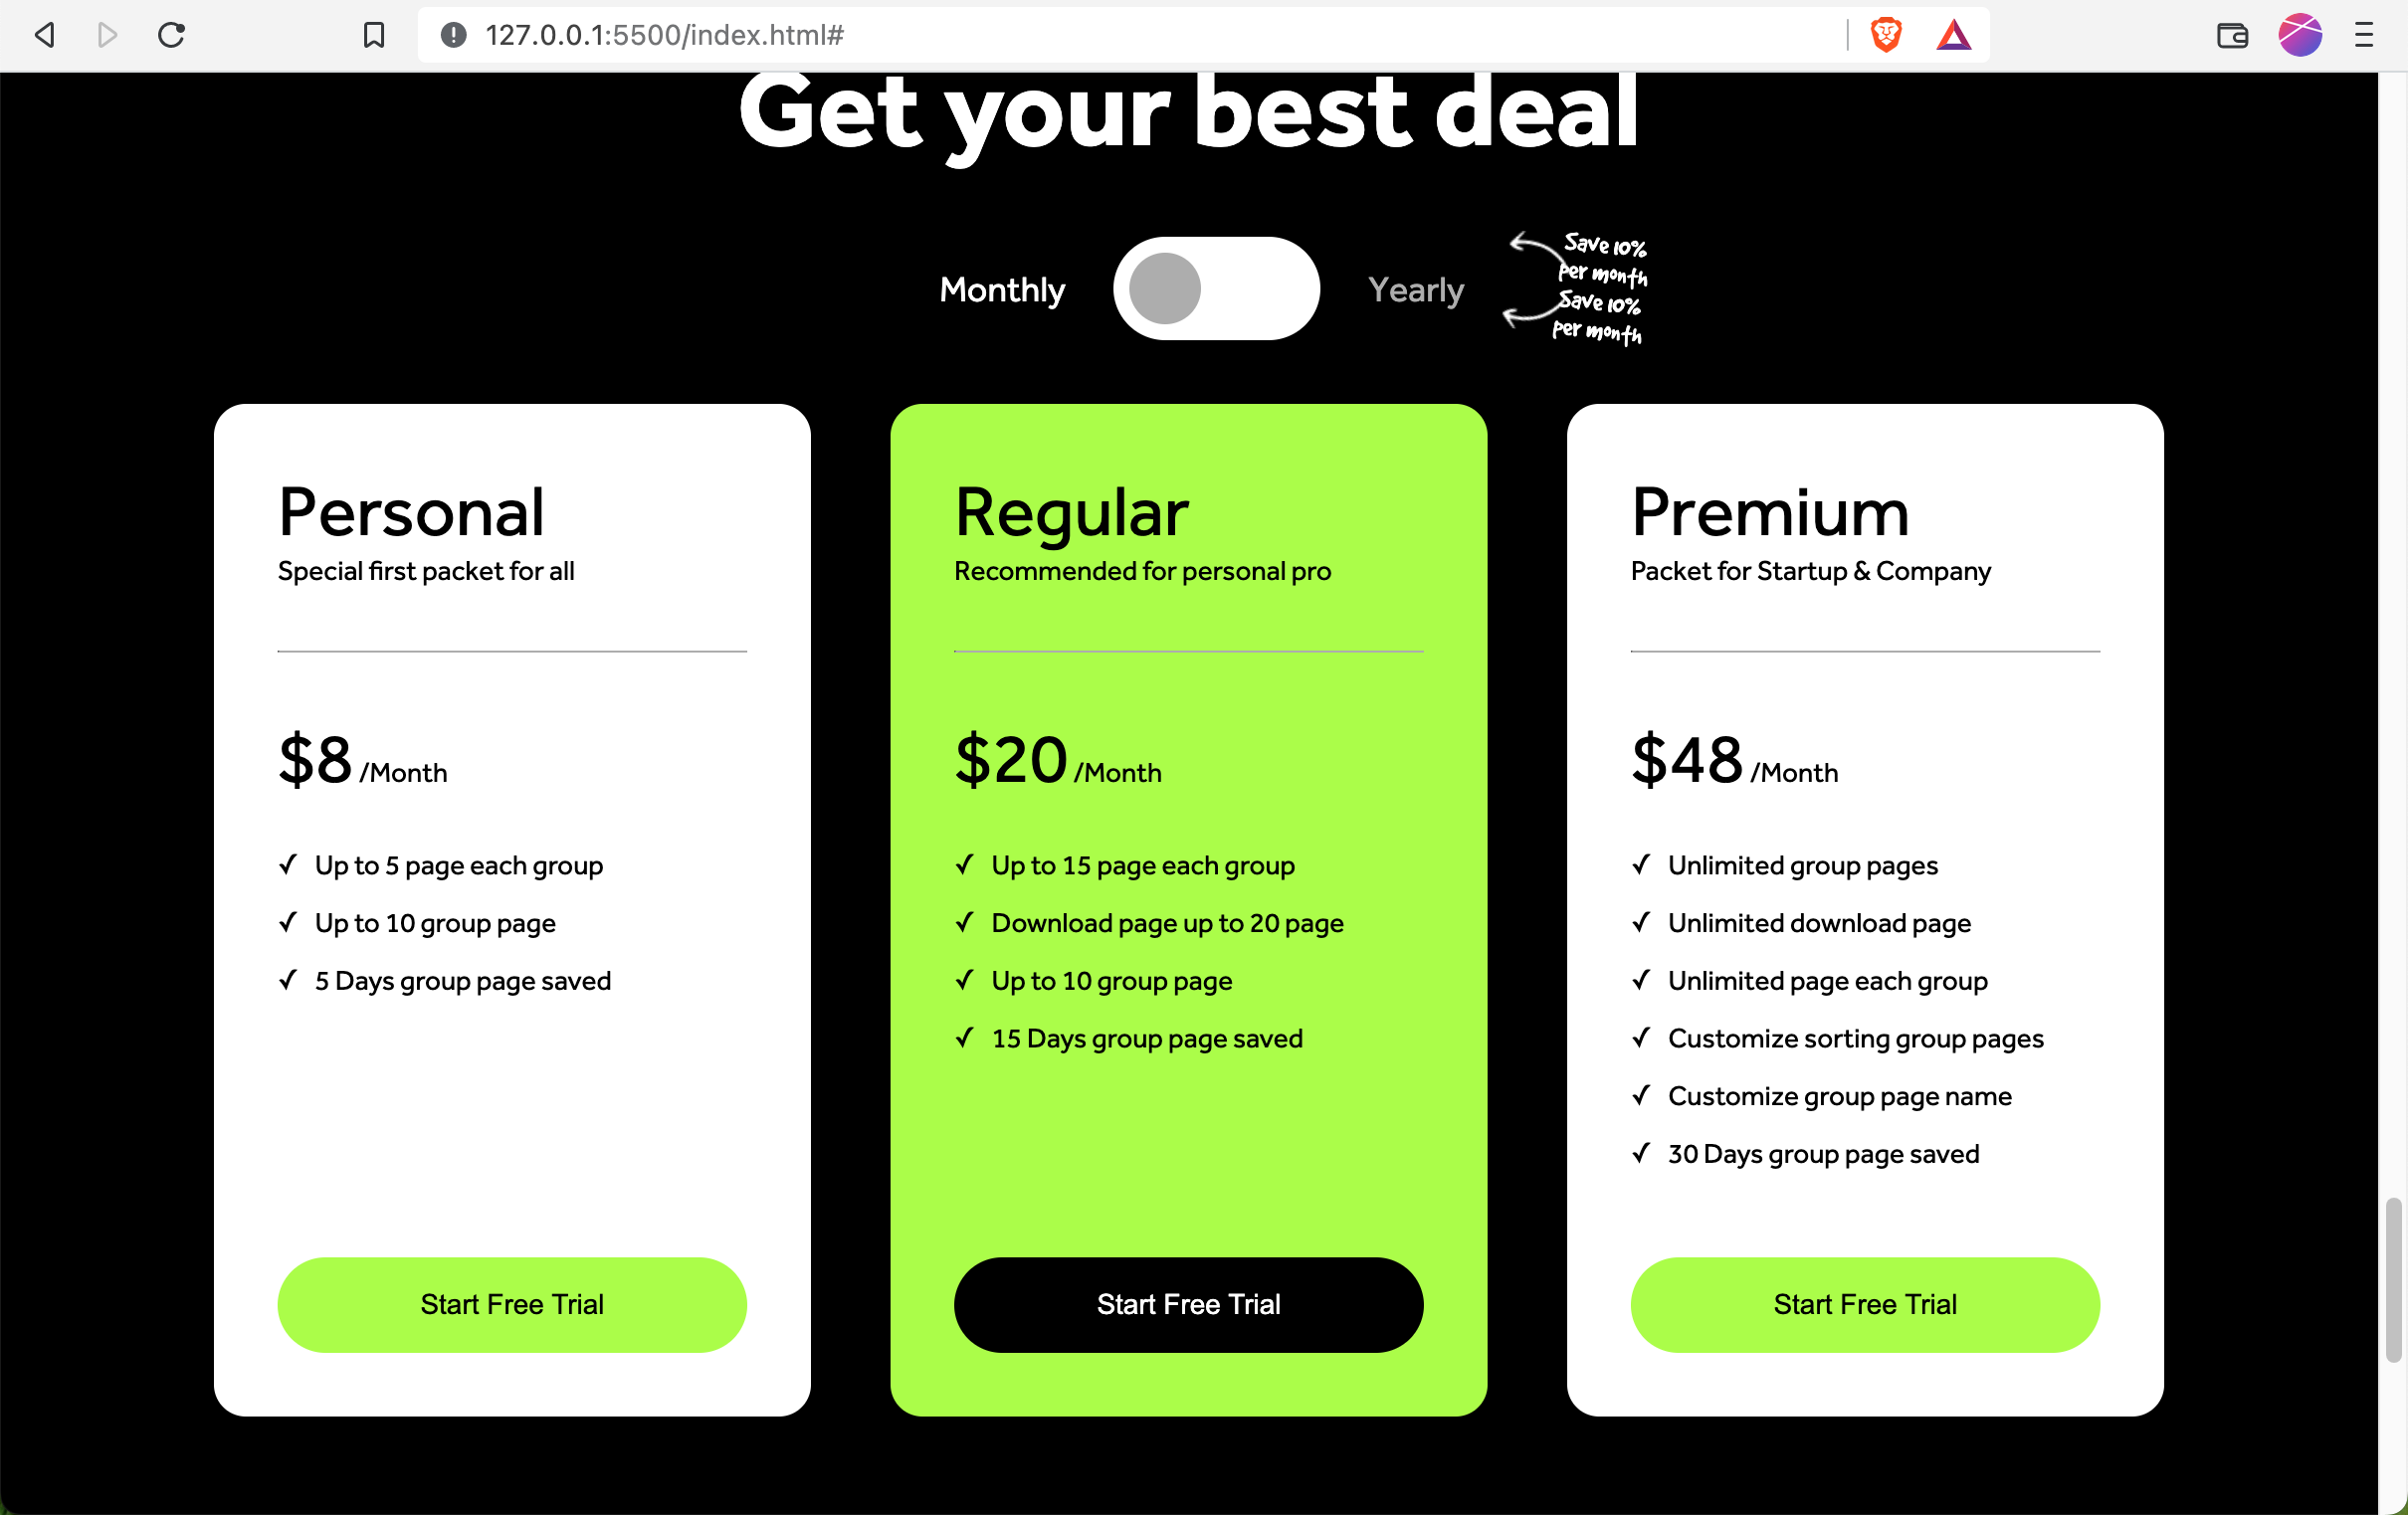 127.0.0.1:5500/index.html#
Get your best deal
Monthly
Yearly
Save 10%
per month
Save 10%
per month
Personal
Special first packet for all
$8 /Month
✓ Up to 5 page each group
✓ Up to 10 group page
✓ 5 Days group page saved
Start Free Trial
Regular
Recommended for personal pro
$20 /Month
✓ Up to 15 page each group
✓ Download page up to 20 page
✓ Up to 10 group page
✓ 15 Days group page saved
Start Free Trial
Premium
Packet for Startup & Company
$48 /Month
✓ Unlimited group pages
✓ Unlimited download page
✓ Unlimited page each group
✓ Customize sorting group pages
✓ Customize group page name
✓ 30 Days group page saved
Start Free Trial